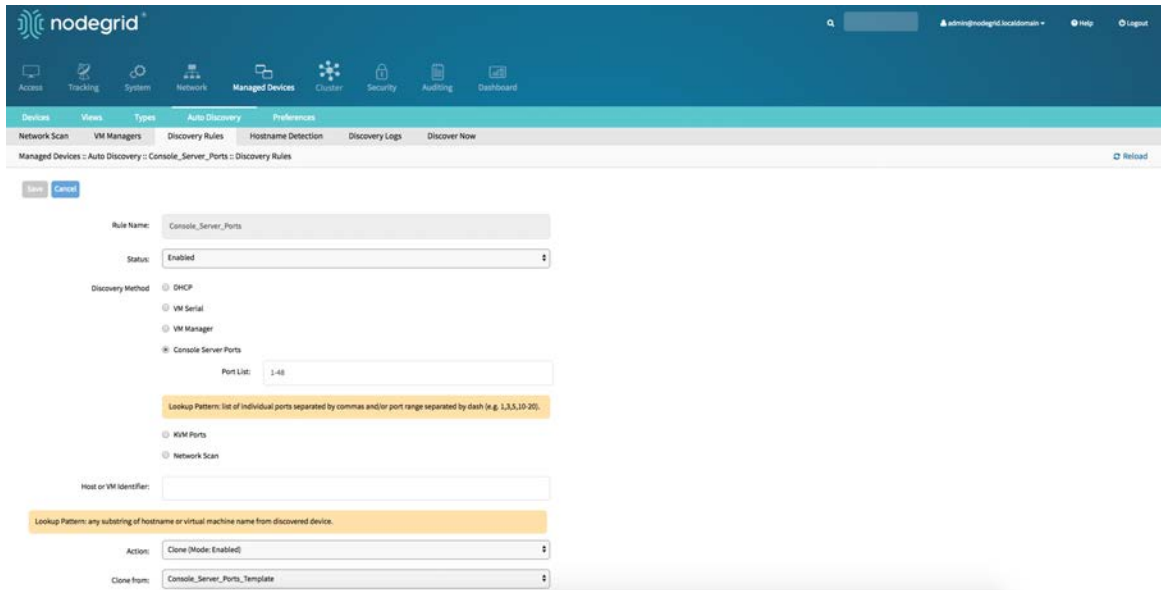 nodegrid
admin@nodegrid.localdomain Help Logout
Access Tracking System Network Managed Devices Cluster Security Auditing Dashboard
Devices Views Types Auto Discovery Preferences
Network Scan VM Managers Discovery Rules Hostname Detection Discovery Logs Discover Now
Managed Devices :: Auto Discovery :: Console_Server_Ports :: Discovery Rules Reload
Save Cancel
Rule Name: Console_Server_Ports
Status: Enabled
Discovery Method DHCP
VM Serial
VM Manager
Console Server Ports
Port List: 1-48
Lookup Pattern: list of individual ports separated by commas and/or port range separated by dash (e.g. 1,3,5,10-20).
KVM Ports
Network Scan
Host or VM Identifier:
Lookup Pattern: any substring of hostname or virtual machine name from discovered device.
Action: Clone (Mode: Enabled)
Clone from: Console_Server_Ports_Template